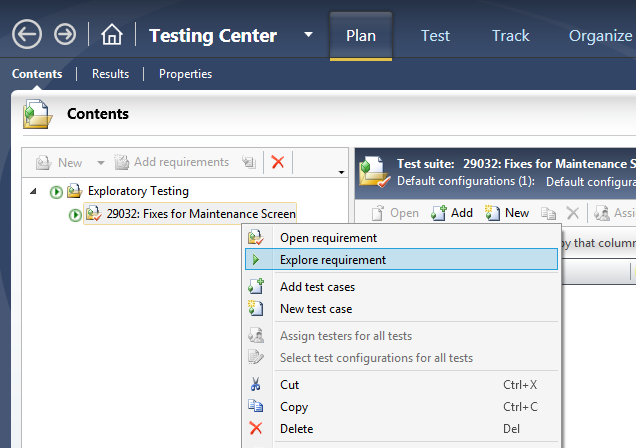 Testing Center Plan Test Track Organize
Contents Results Properties
Contents
New Add requirements
Exploratory Testing
29032: Fixes for Maintenance Screen
Test suite: 29032: Fixes for Maintenance S
Default configurations (1): Default configura
Open Add New Assig
by that column
Open requirement
Explore requirement
Add test cases
New test case
Assign testers for all tests
Select test configurations for all tests
Cut Ctrl+X
Copy Ctrl+C
Delete Del